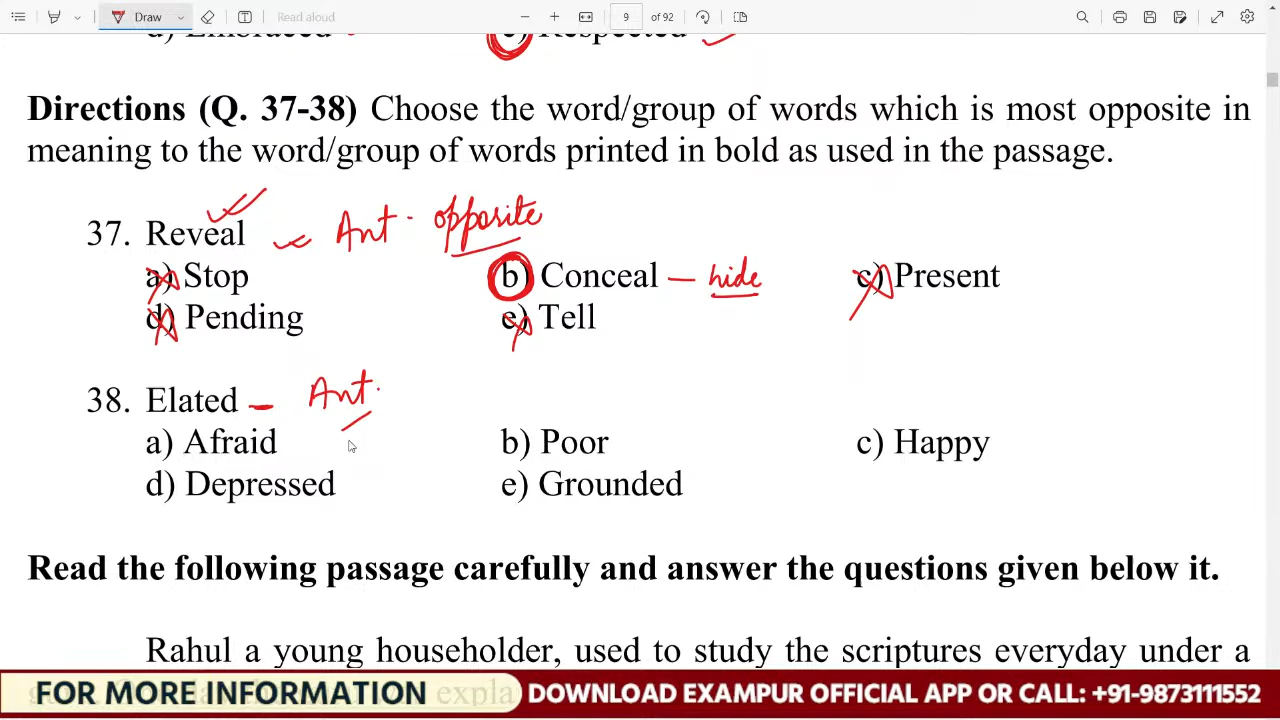 Draw
Read aloud
9 of 92
d) Embraced e) Respected
Directions (Q. 37-38) Choose the word/group of words which is most opposite in
meaning to the word/group of words printed in bold as used in the passage.
37. Reveal Ant. opposite
a) Stop b) Conceal - hide c) Present
d) Pending e) Tell
38. Elated - Ant.
a) Afraid b) Poor c) Happy
d) Depressed e) Grounded
Read the following passage carefully and answer the questions given below it.
Rahul a young householder, used to study the scriptures everyday under a
FOR MORE INFORMATION DOWNLOAD EXAMPUR OFFICIAL APP OR CALL: +91-9873111552